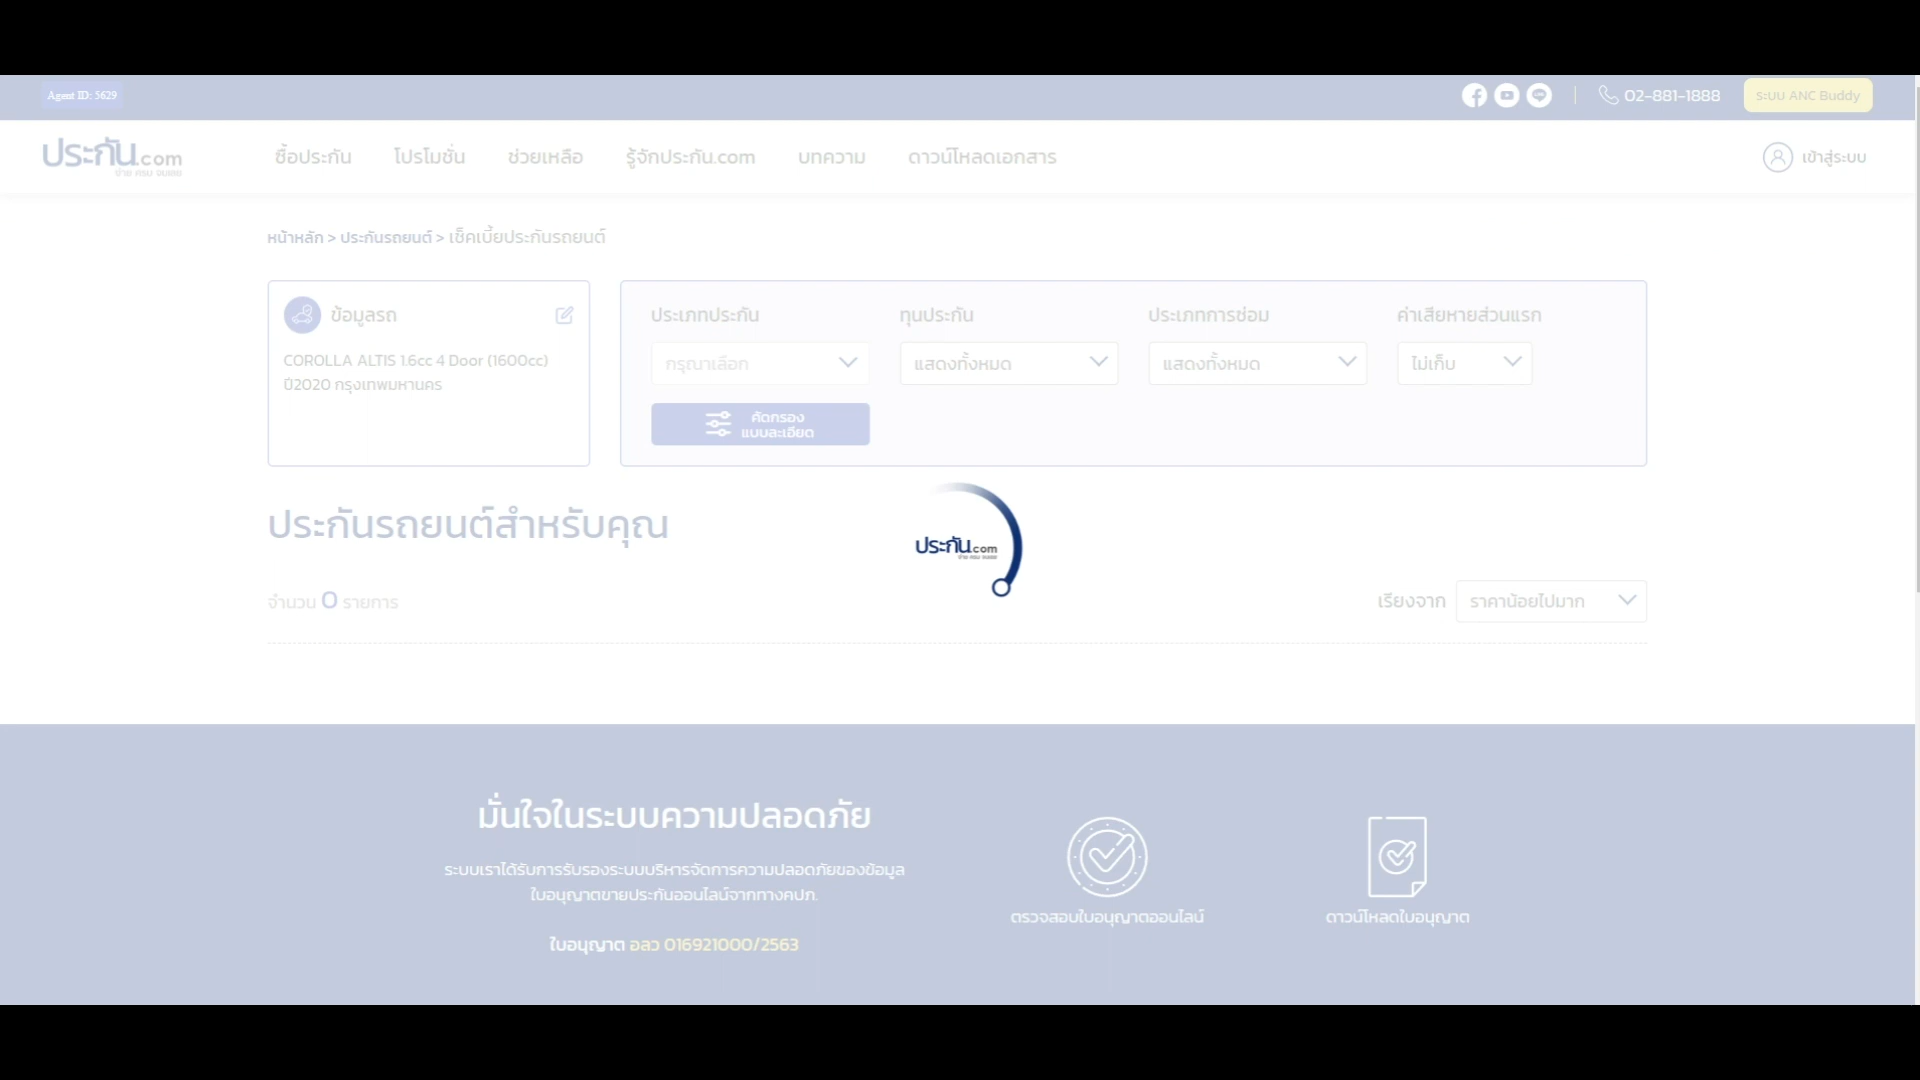 Agent ID: 5629
02-881-1888
ระบบ ANC Buddy
ประกัน.com
ง่าย ครบ จบเลย
ซื้อประกัน
โปรโมชั่น
ช่วยเหลือ
รู้จักประกัน.com
บทความ
ดาวน์โหลดเอกสาร
เข้าสู่ระบบ
หน้าหลัก > ประกันรถยนต์ > เช็คเบี้ยประกันรถยนต์
ข้อมูลรถ
COROLLA ALTIS 1.6cc 4 Door (1600cc)
ปี2020 กรุงเทพมหานคร
ประเภทประกัน
ทุนประกัน
ประเภทการซ่อม
ค่าเสียหายส่วนแรก
กรุณาเลือก
แสดงทั้งหมด
แสดงทั้งหมด
ไม่เก็บ
คัดกรอง
แบบละเอียด
ประกันรถยนต์สำหรับคุณ
ประกัน.com
จำนวน 0 รายการ
เรียงจาก
ราคาน้อยไปมาก
มั่นใจในระบบความปลอดภัย
ระบบเราได้รับการรับรองระบบบริหารจัดการความปลอดภัยของข้อมูล
ใบอนุญาตขายประกันออนไลน์จากทางคปภ.
ใบอนุญาต อลว 016921000/2563
ตรวจสอบใบอนุญาตออนไลน์
ดาวน์โหลดใบอนุญาต